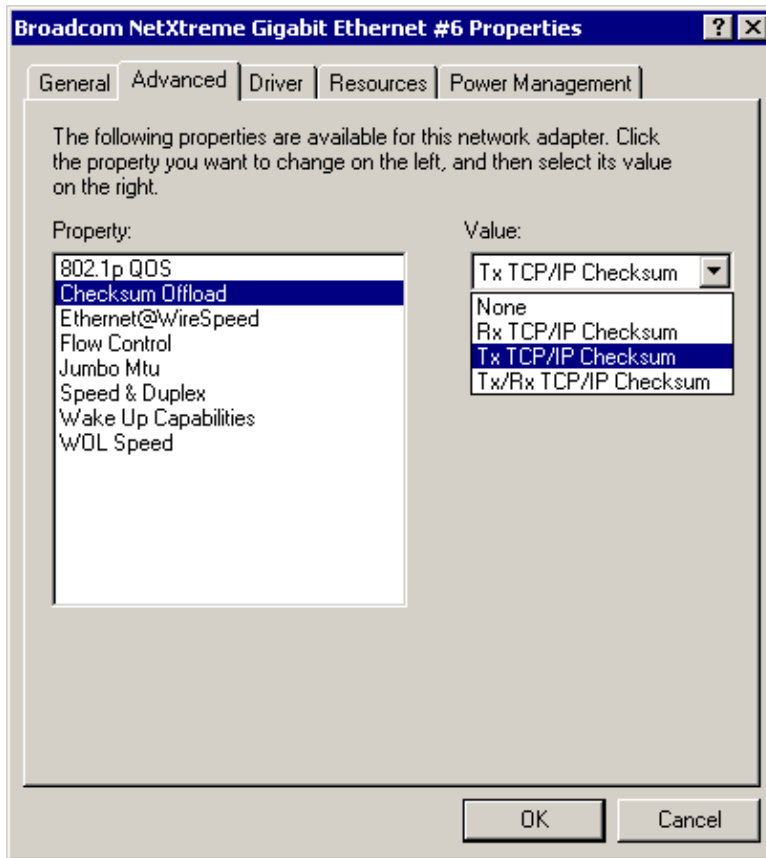 Broadcom NetXtreme Gigabit Ethernet #6 Properties
General Advanced Driver Resources Power Management
The following properties are available for this network adapter. Click
the property you want to change on the left, and then select its value
on the right.
Property:
802.1p QOS
Checksum Offload
Ethernet@WireSpeed
Flow Control
Jumbo Mtu
Speed & Duplex
Wake Up Capabilities
WOL Speed
Value:
Tx TCP/IP Checksum
None
Rx TCP/IP Checksum
Tx TCP/IP Checksum
Tx/Rx TCP/IP Checksum
OK Cancel